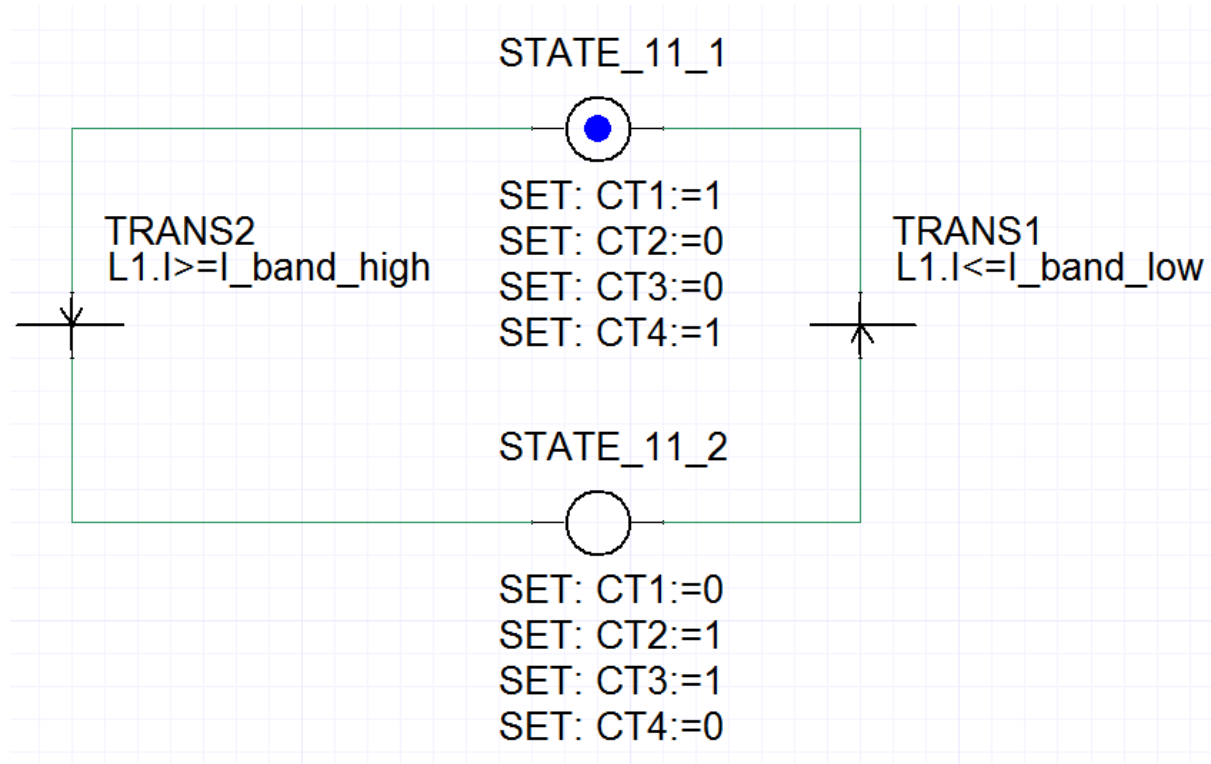 STATE_11_1
SET: CT1:=1
SET: CT2:=0
SET: CT3:=0
SET: CT4:=1
TRANS2
L1.I>=I_band_high
TRANS1
L1.I<=I_band_low
STATE_11_2
SET: CT1:=0
SET: CT2:=1
SET: CT3:=1
SET: CT4:=0